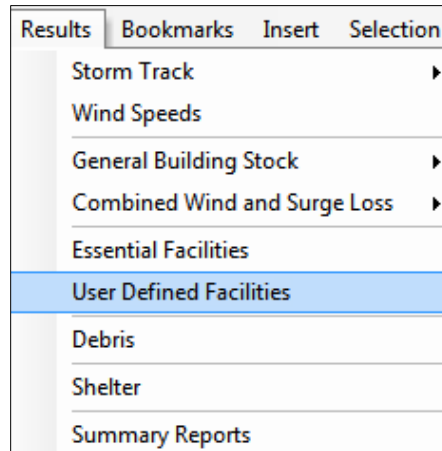 Results Bookmarks Insert Selection
Storm Track
Wind Speeds
General Building Stock
Combined Wind and Surge Loss
Essential Facilities
User Defined Facilities
Debris
Shelter
Summary Reports